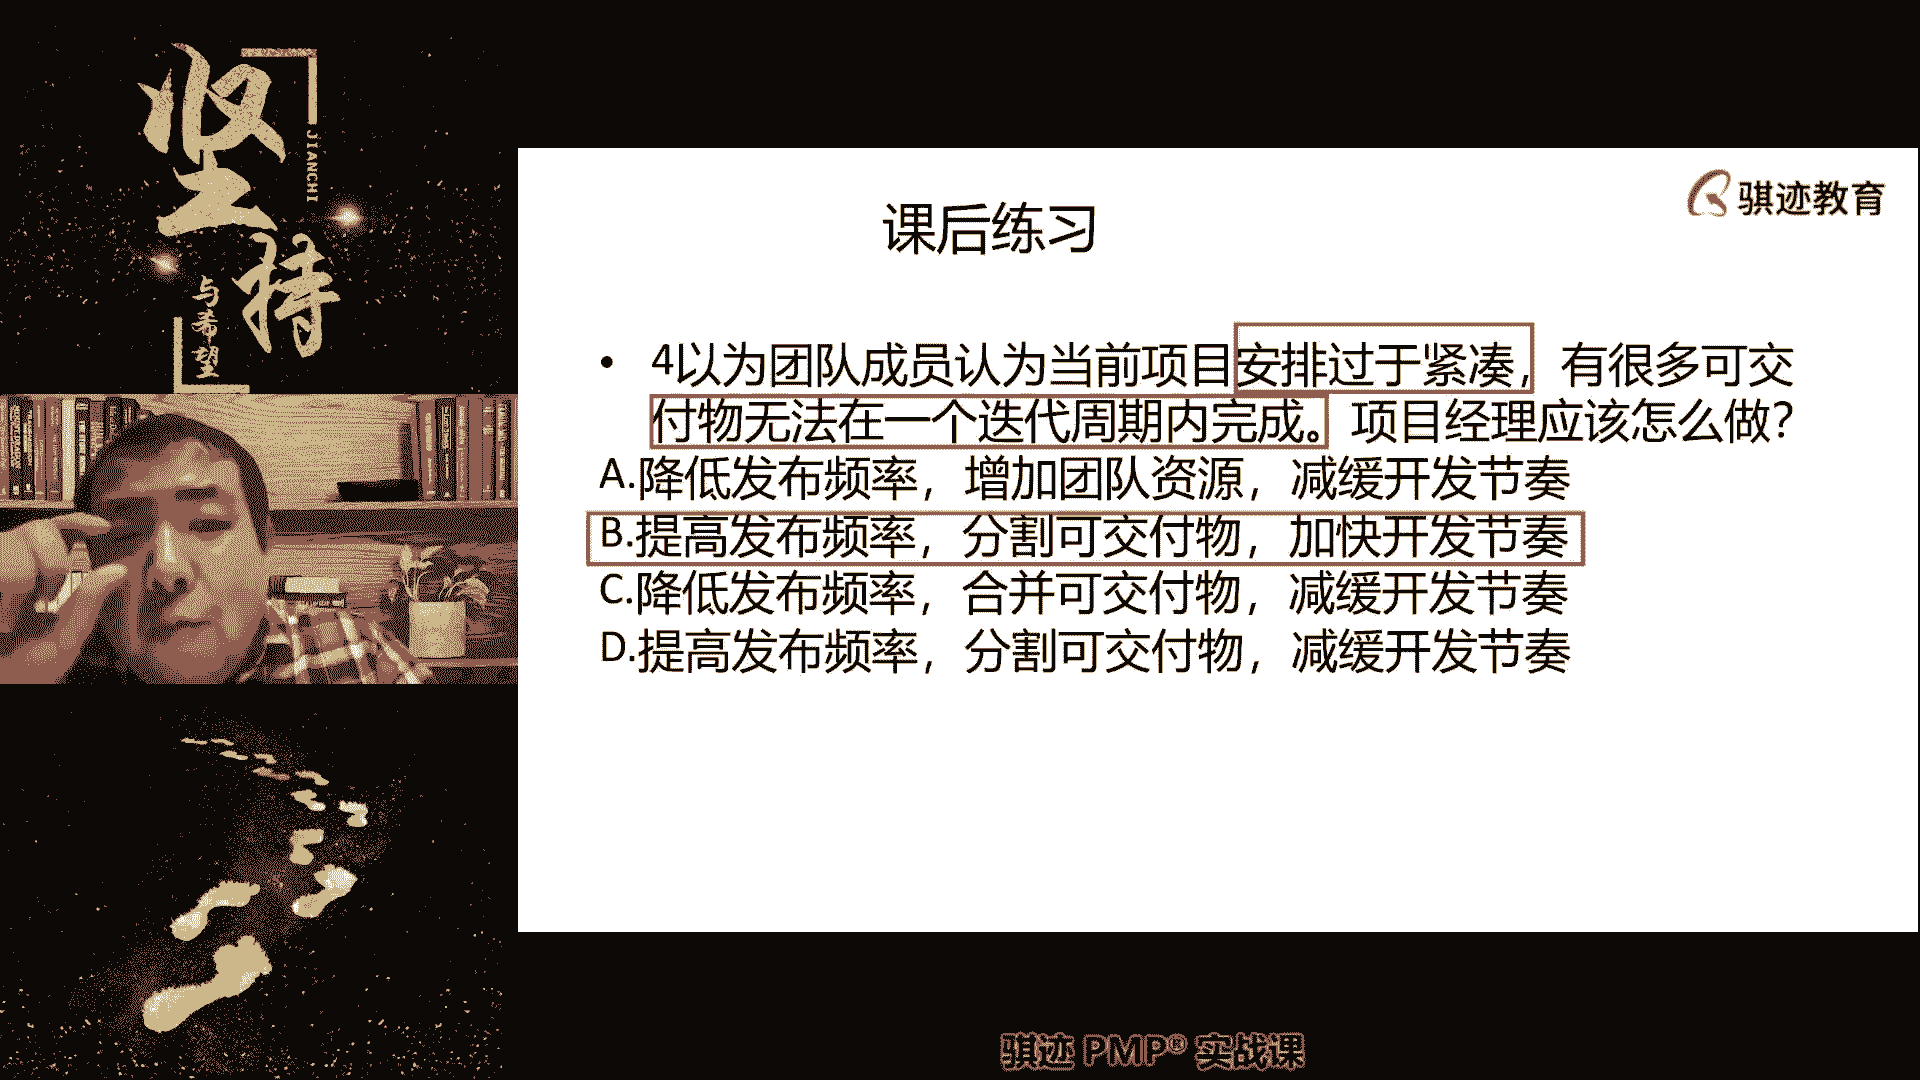 坚持
JIANCHI
与希望
骐迹教育
课后练习
• 4以为团队成员认为当前项目安排过于紧凑，有很多可交
付物无法在一个迭代周期内完成。项目经理应该怎么做？
A.降低发布频率，增加团队资源，减缓开发节奏
B.提高发布频率，分割可交付物，加快开发节奏
C.降低发布频率，合并可交付物，减缓开发节奏
D.提高发布频率，分割可交付物，减缓开发节奏
骐迹 PMP® 实战课